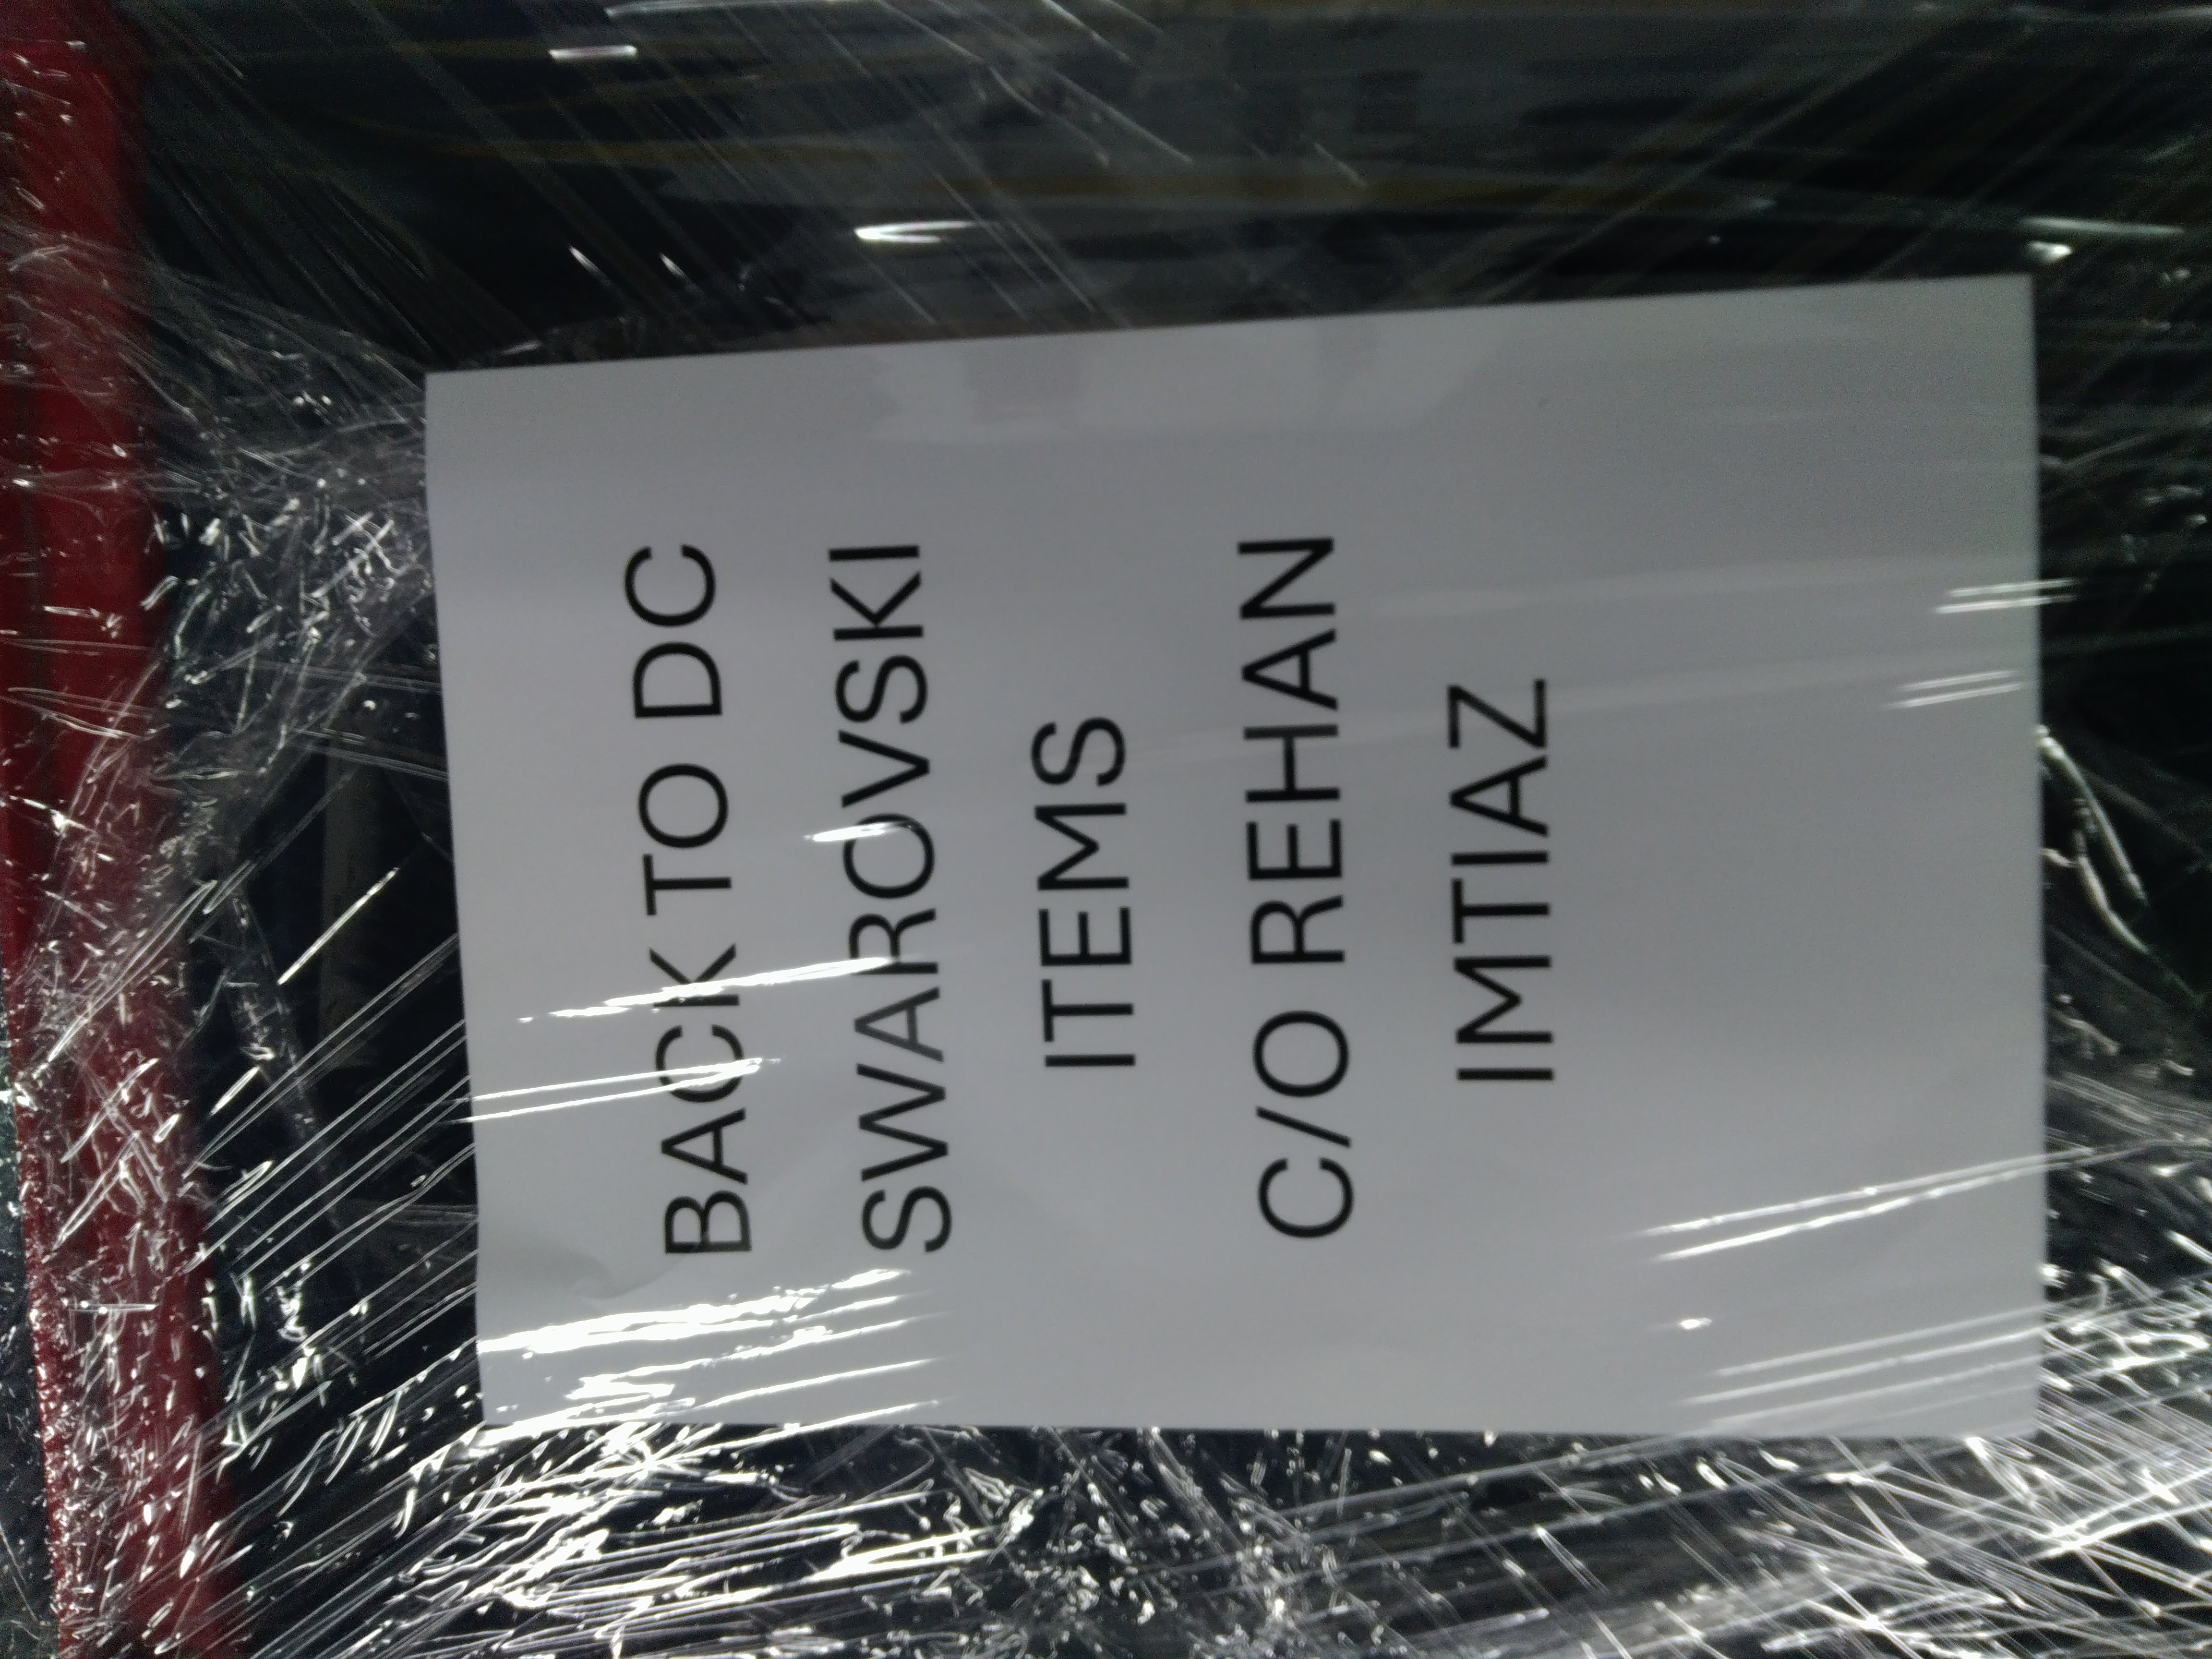 BACK TO DC
SWAROVSKI
ITEMS
C/O REHAN
IMTIAZ